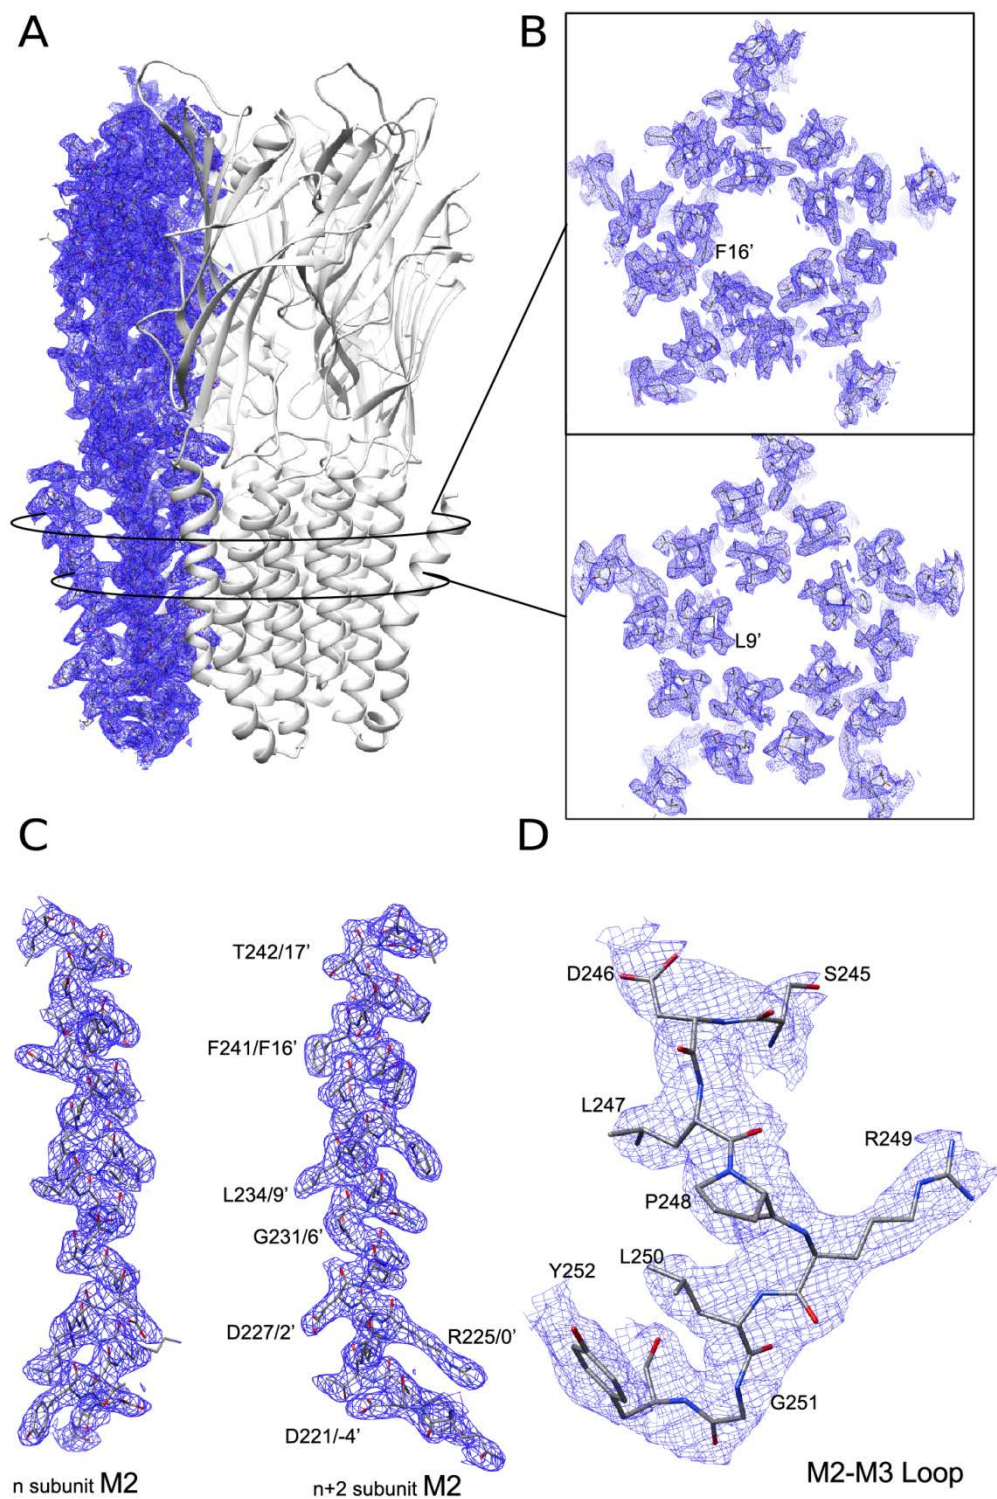 A
B
F16'
L9'
C
D
T242/17'
F241/F16'
L234/9'
G231/6'
D227/2'
R225/0'
D221/-4'
n subunit M2
n+2 subunit M2
D246
S245
L247
R249
P248
L250
Y252
G251
M2-M3 Loop